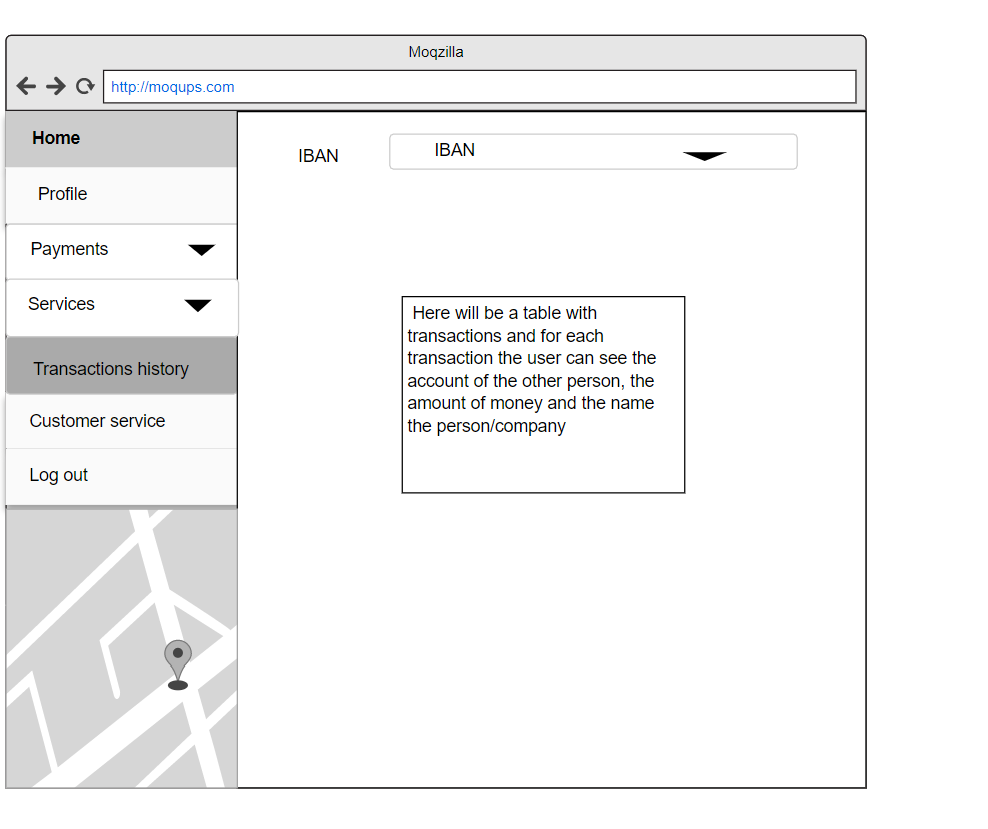 Moqzilla
http://moqups.com
Home
Profile
Payments
Services
Transactions history
Customer service
Log out
IBAN
IBAN
Here will be a table with
transactions and for each
transaction the user can see the
account of the other person, the
amount of money and the name
the person/company